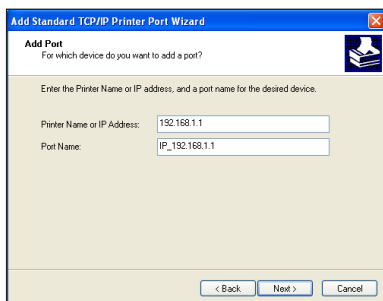 Add Standard TCP/IP Printer Port Wizard
Add Port
For which device do you want to add a port?
Enter the Printer Name or IP address, and a port name for the desired device.
Printer Name or IP Address: 192.168.1.1
Port Name: IP_192.168.1.1
< Back Next > Cancel